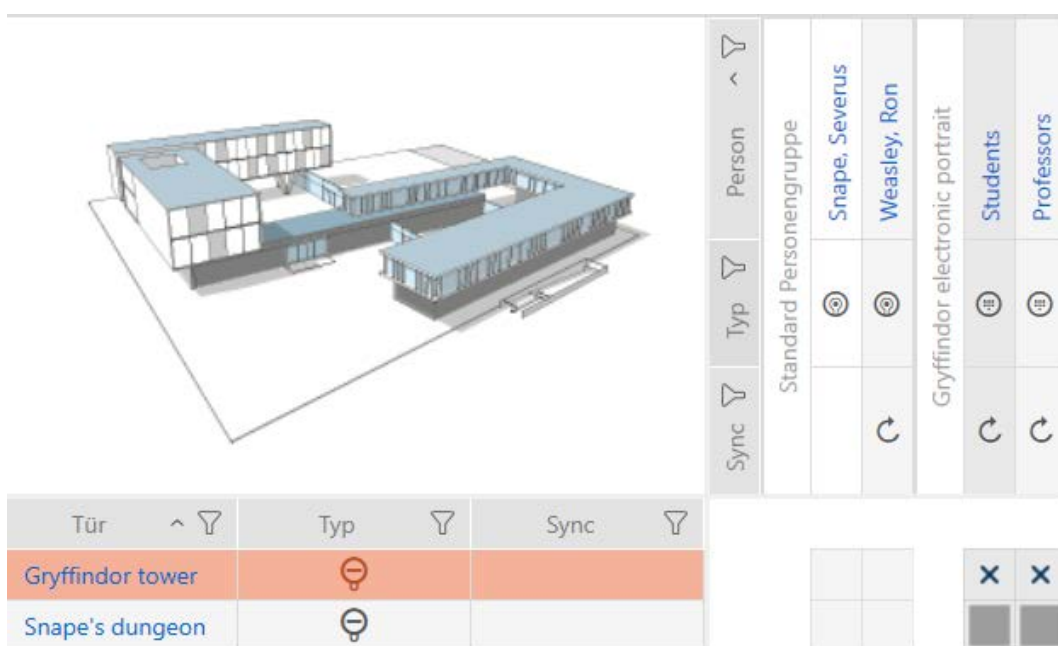 Person
Typ
Sync
Standard Personengruppe
Snape, Severus
Weasley, Ron
Gryffindor electronic portrait
Students
Professors
Tür
Typ
Sync
Gryffindor tower
Snape's dungeon